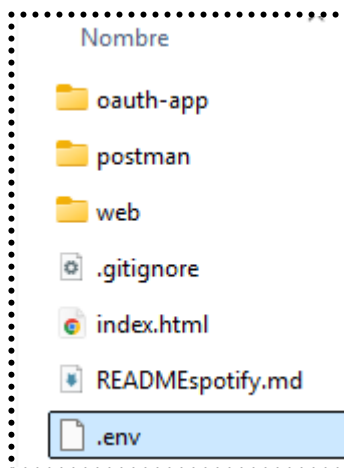 Nombre
oauth-app
postman
web
.gitignore
index.html
READMEspotify.md
.env